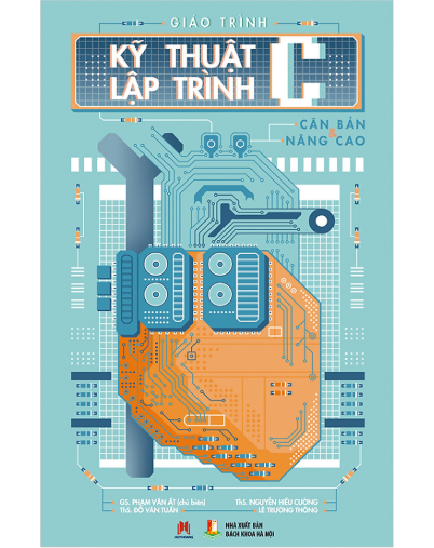 GIÁO TRÌNH
KỸ THUẬT
LẬP TRÌNH C
CĂN BẢN
& NÂNG CAO
GS. PHẠM VĂN ẤT (chủ biên)
ThS. NGUYỄN HIẾU CƯỜNG
ThS. ĐỖ VĂN TUẤN
LÊ TRƯỜNG THÔNG
HUYHOANG
NHÀ XUẤT BẢN
BÁCH KHOA HÀ NỘI